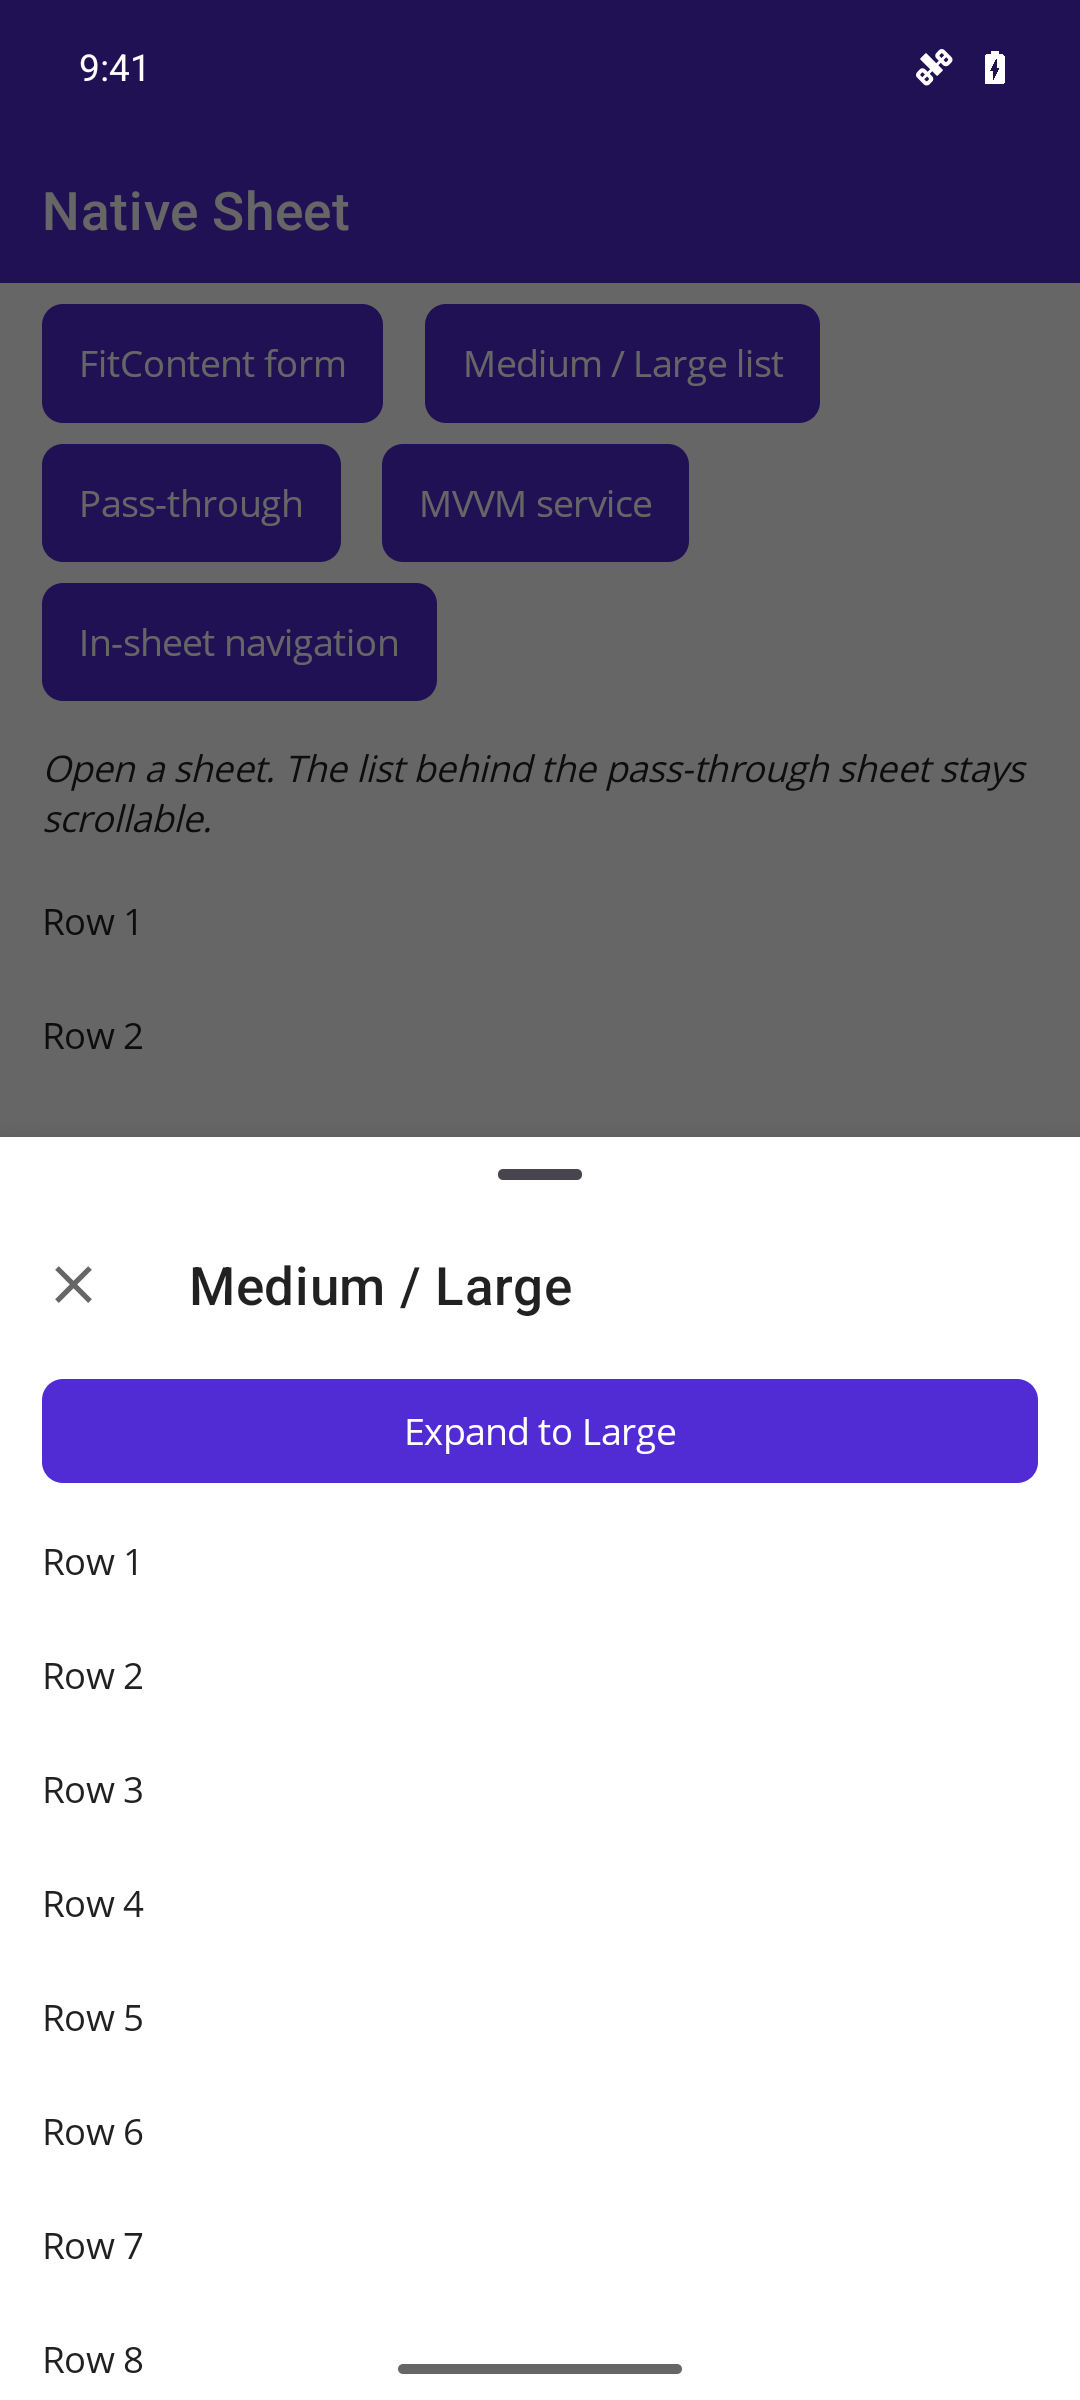 9:41
Native Sheet
FitContent form
Medium / Large list
Pass-through
MVVM service
In-sheet navigation
Open a sheet. The list behind the pass-through sheet stays
scrollable.
Row 1
Row 2
Medium / Large
Expand to Large
Row 1
Row 2
Row 3
Row 4
Row 5
Row 6
Row 7
Row 8